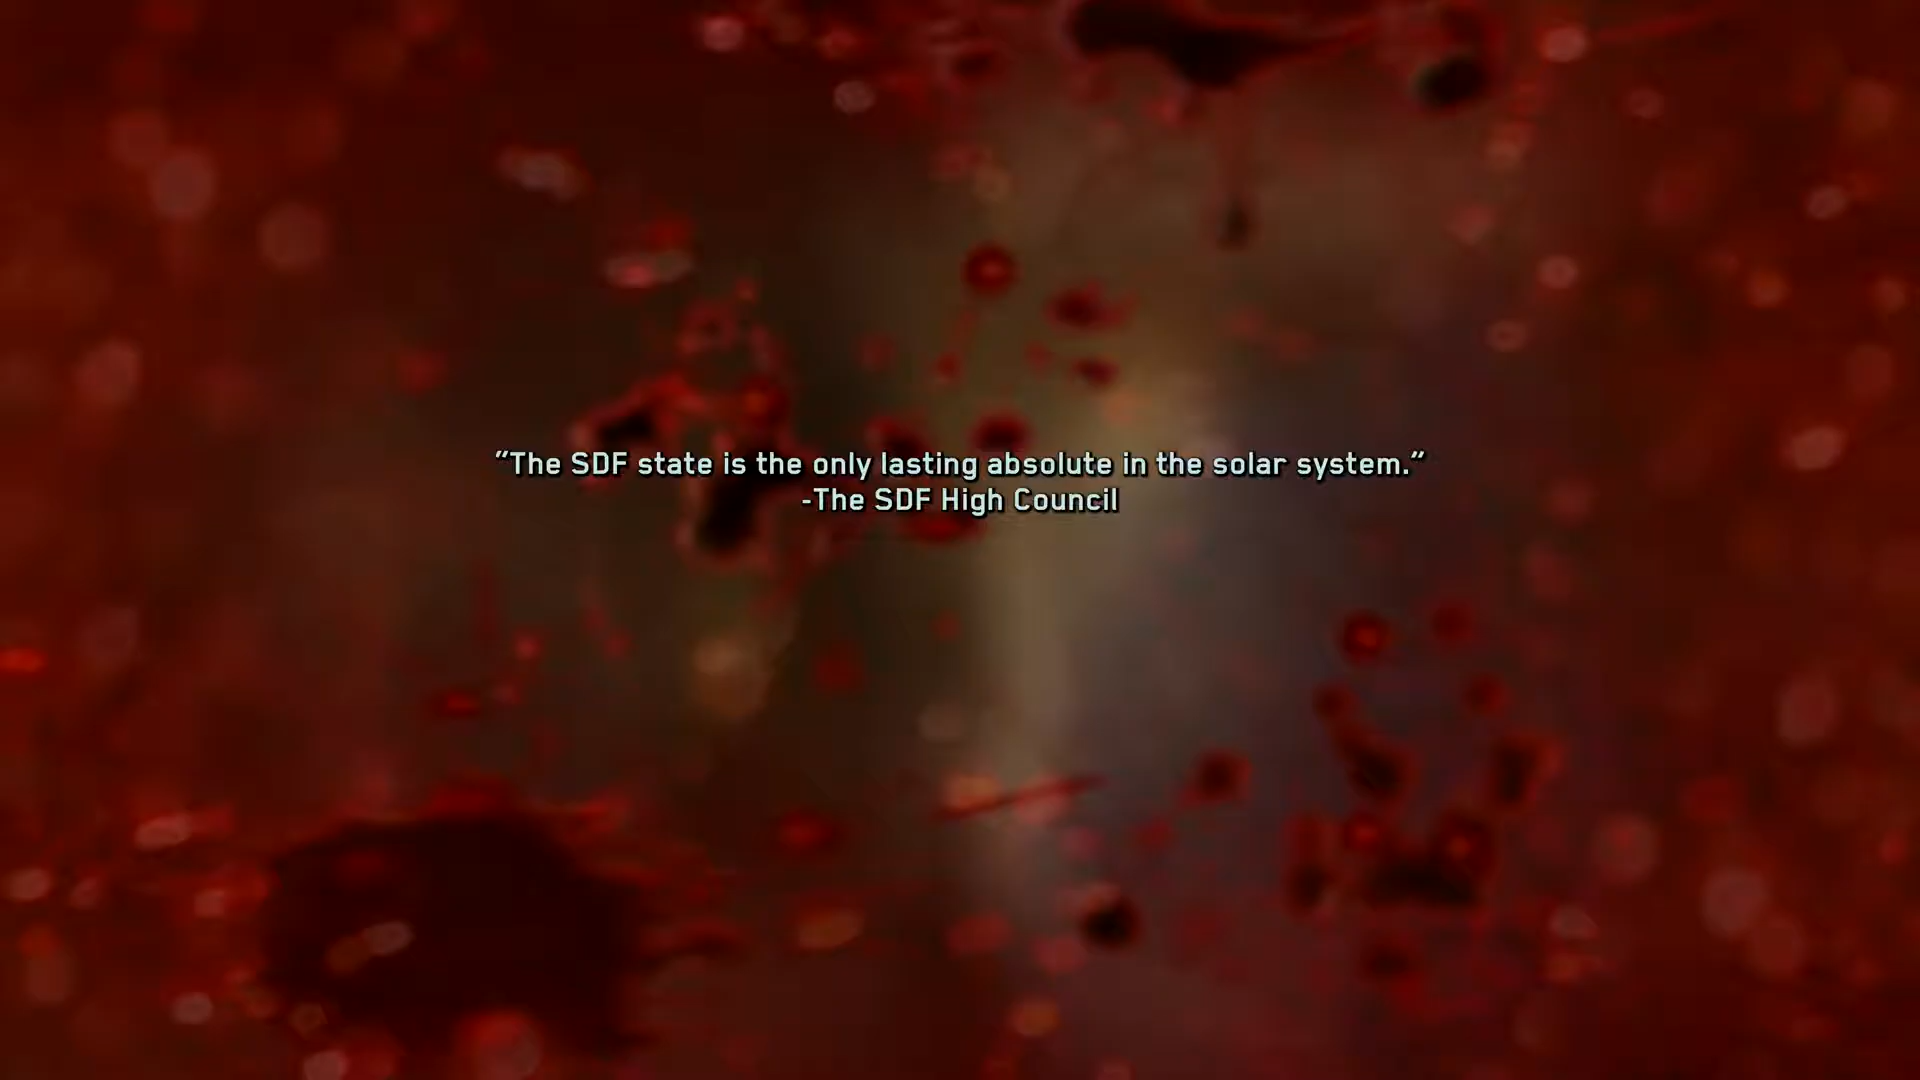 “The SDF state is the only lasting absolute in the solar system.”
-The SDF High Council